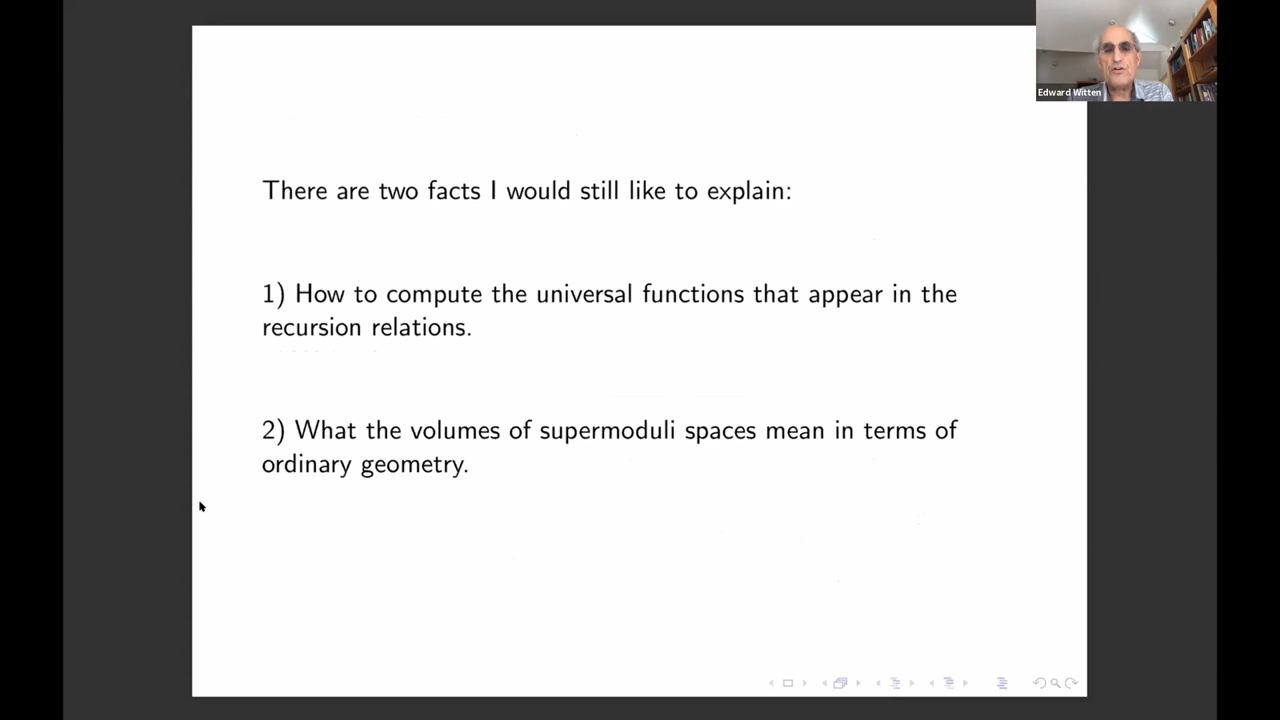 Edward Witten
There are two facts I would still like to explain:
1) How to compute the universal functions that appear in the
recursion relations.
2) What the volumes of supermoduli spaces mean in terms of
ordinary geometry.